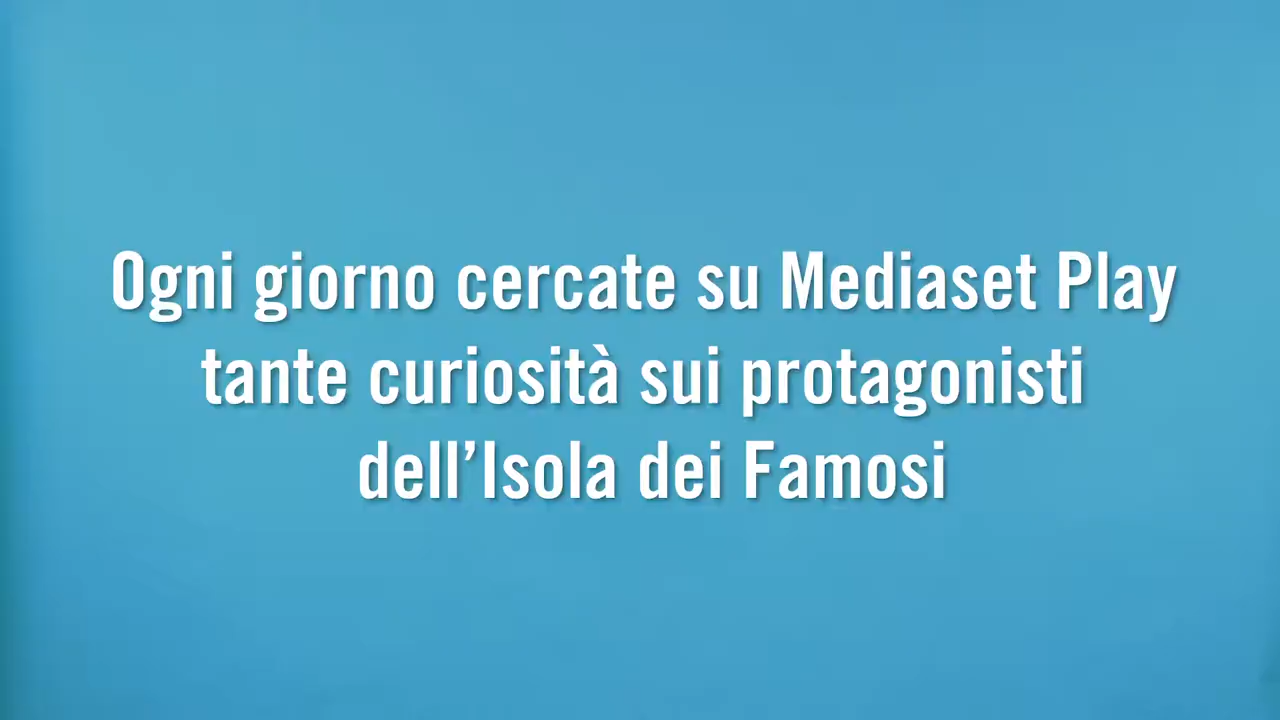 Ogni giorno cercate su Mediaset Play
tante curiosità sui protagonisti
dell’Isola dei Famosi